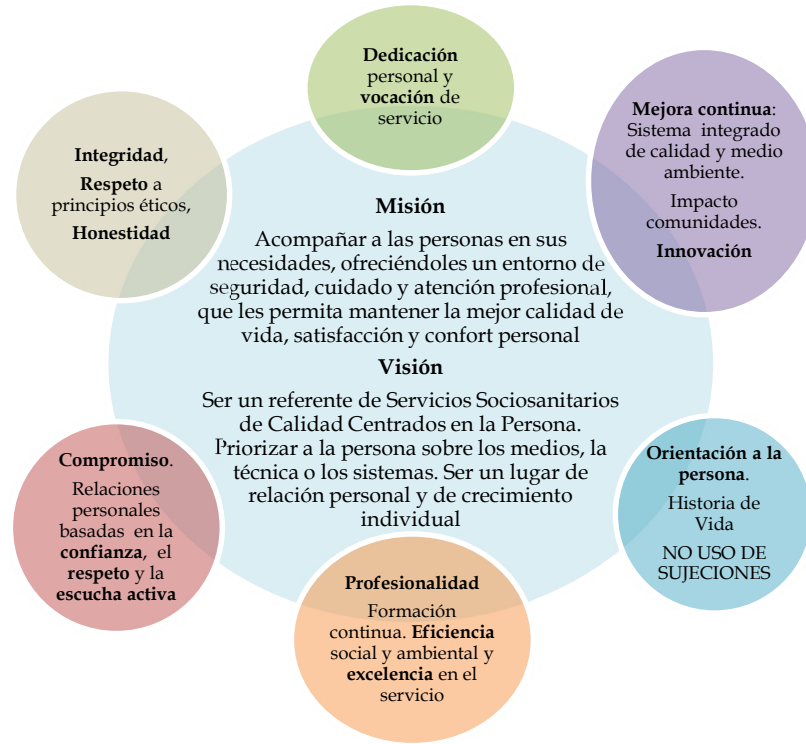 Dedicación
personal y
vocación de
servicio
Mejora continua:
Sistema integrado
de calidad y medio
ambiente.
Impacto
comunidades.
Innovación
Integridad,
Respeto a
principios éticos,
Honestidad
Misión
Acompañar a las personas en sus
necesidades, ofreciéndoles un entorno de
seguridad, cuidado y atención profesional,
que les permita mantener la mejor calidad de
vida, satisfacción y confort personal
Visión
Ser un referente de Servicios Sociosanitarios
de Calidad Centrados en la Persona.
Priorizar a la persona sobre los medios, la
técnica o los sistemas. Ser un lugar de
relación personal y de crecimiento
individual
Compromiso.
Relaciones
personales
basadas en la
confianza, el
respeto y la
escucha activa
Orientación a la
persona.
Historia de
Vida
NO USO DE
SUJECIONES
Profesionalidad
Formación
continua. Eficiencia
social y ambiental y
excelencia en el
servicio